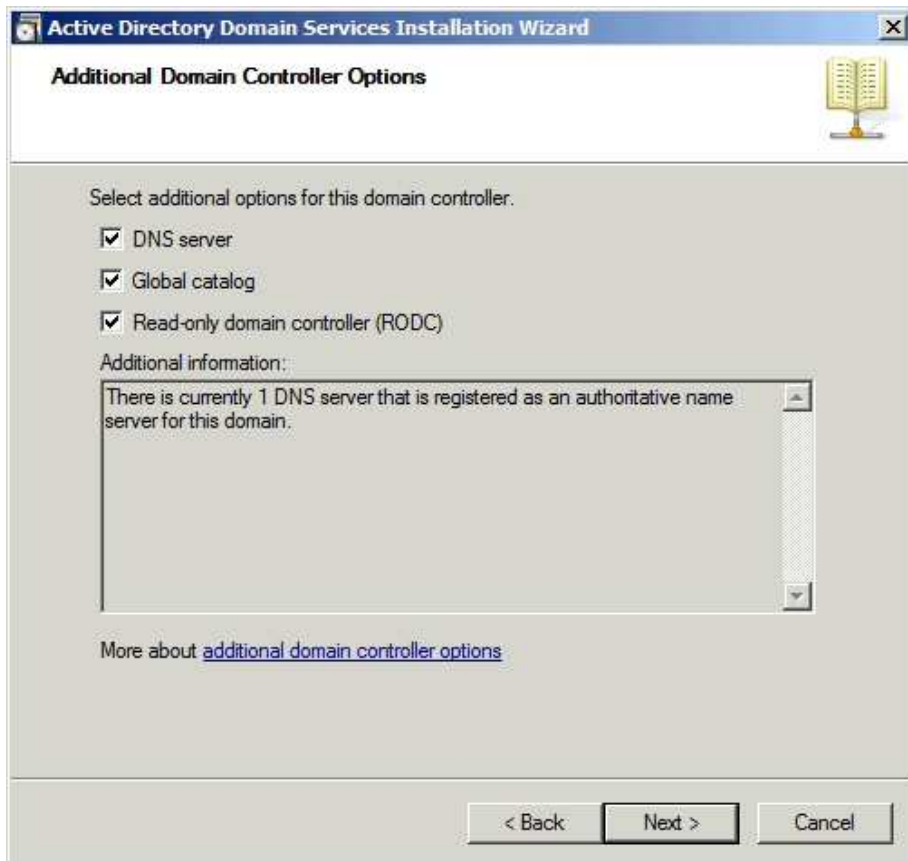 Active Directory Domain Services Installation Wizard
Additional Domain Controller Options
Select additional options for this domain controller.
DNS server
Global catalog
Read-only domain controller (RODC)
Additional information:
There is currently 1 DNS server that is registered as an authoritative name
server for this domain.
More about additional domain controller options
< Back Next > Cancel